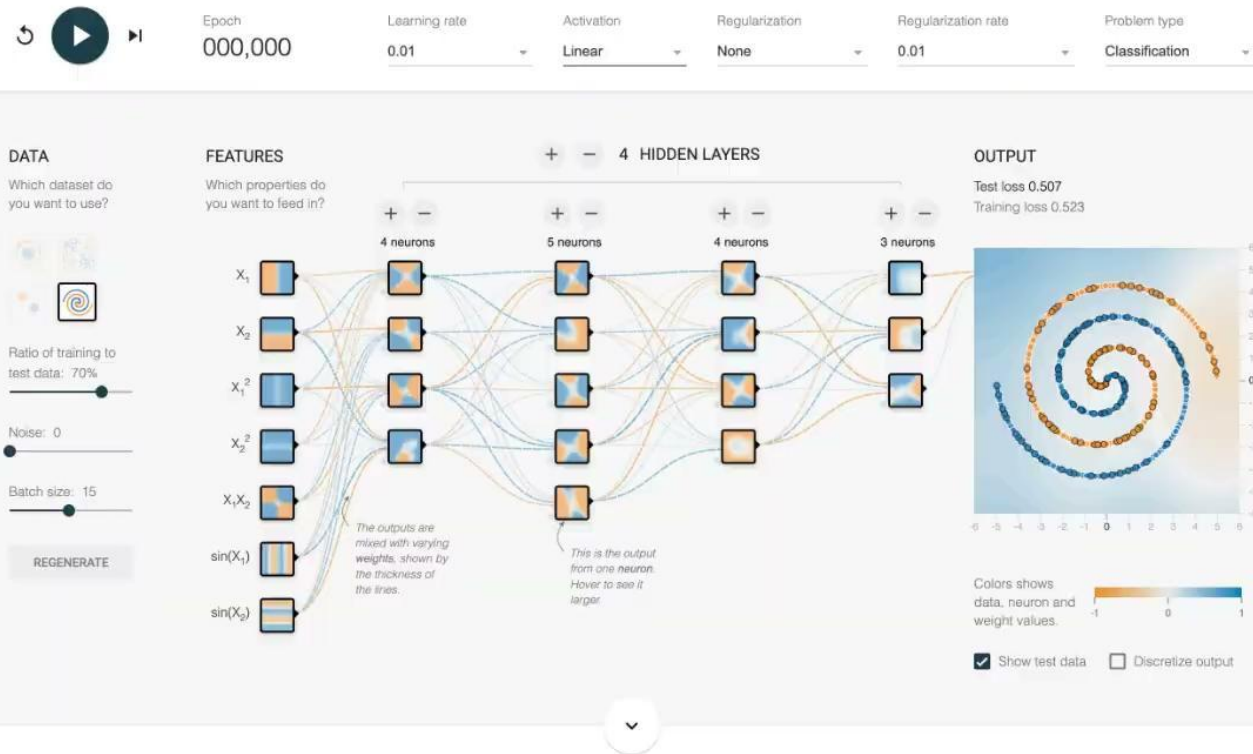 Epoch
000,000
Learning rate
0.01
Activation
Linear
Regularization
None
Regularization rate
0.01
Problem type
Classification
DATA
Which dataset do
you want to use?
Ratio of training to
test data: 70%
Noise: 0
Batch size: 15
REGENERATE
FEATURES
Which properties do
you want to feed in?
X₁
X₂
X₁²
X₂²
X₁X₂
sin(X₁)
sin(X₂)
+ − 4 HIDDEN LAYERS
+ − + − + − + −
4 neurons 5 neurons 4 neurons 3 neurons
The outputs are
mixed with varying
weights, shown by
the thickness of
the lines.
This is the output
from one neuron.
Hover to see it
larger.
OUTPUT
Test loss 0.507
Training loss 0.523
-6 -5 -4 -3 -2 -1 0 1 2 3 4 5 6
Colors shows
data, neuron and
weight values.
-1 0 1
Show test data
Discretize output